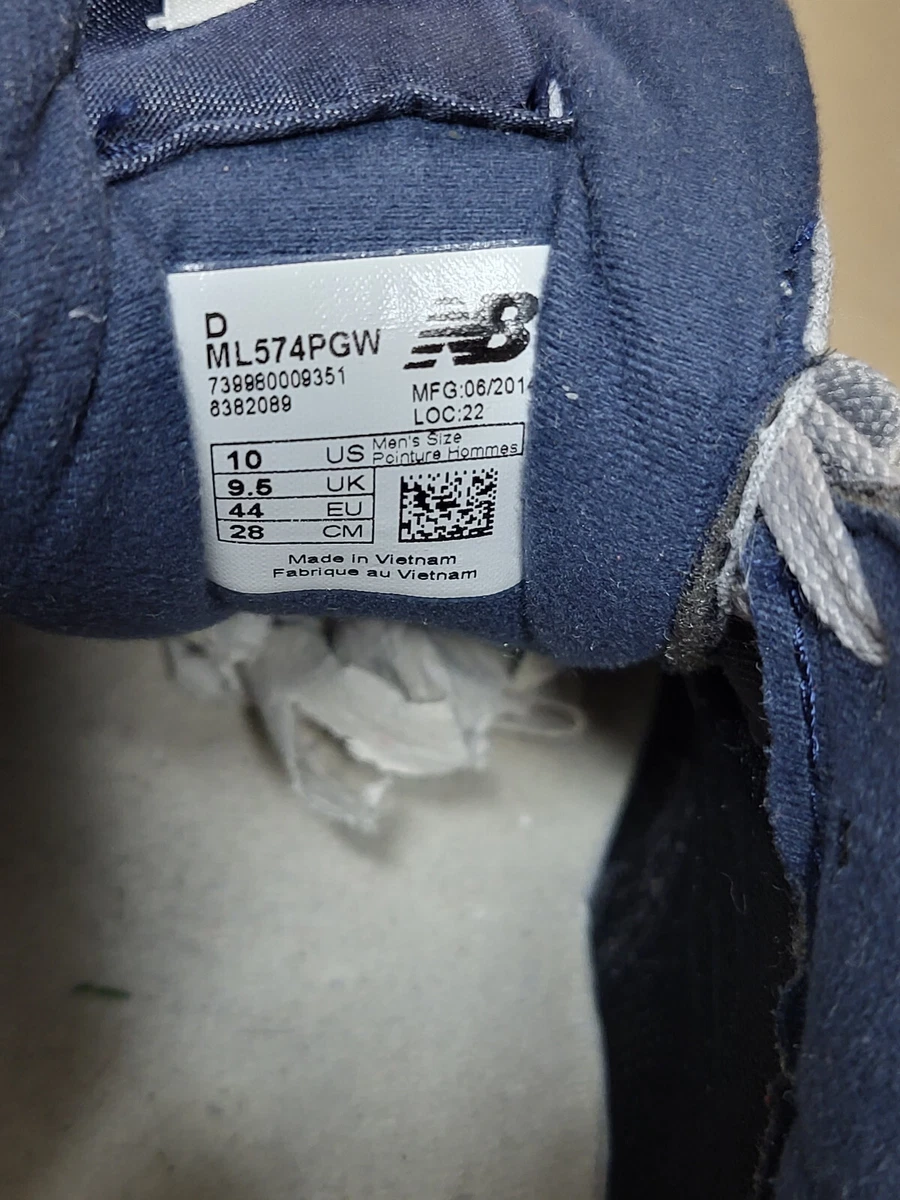 D
ML574PGW
739980009351
8382089
NB
MFG:06/2014
LOC:22
10 US Men's Size
Pointure Hommes
9.5 UK
44 EU
28 CM
Made in Vietnam
Fabrique au Vietnam